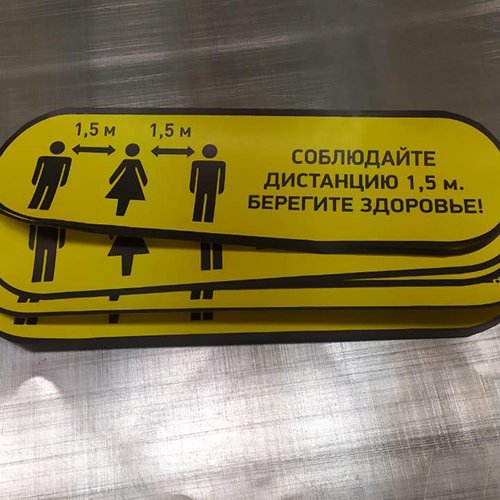 1,5 м 1,5 м
СОБЛЮДАЙТЕ
ДИСТАНЦИЮ 1,5 м.
БЕРЕГИТЕ ЗДОРОВЬЕ!